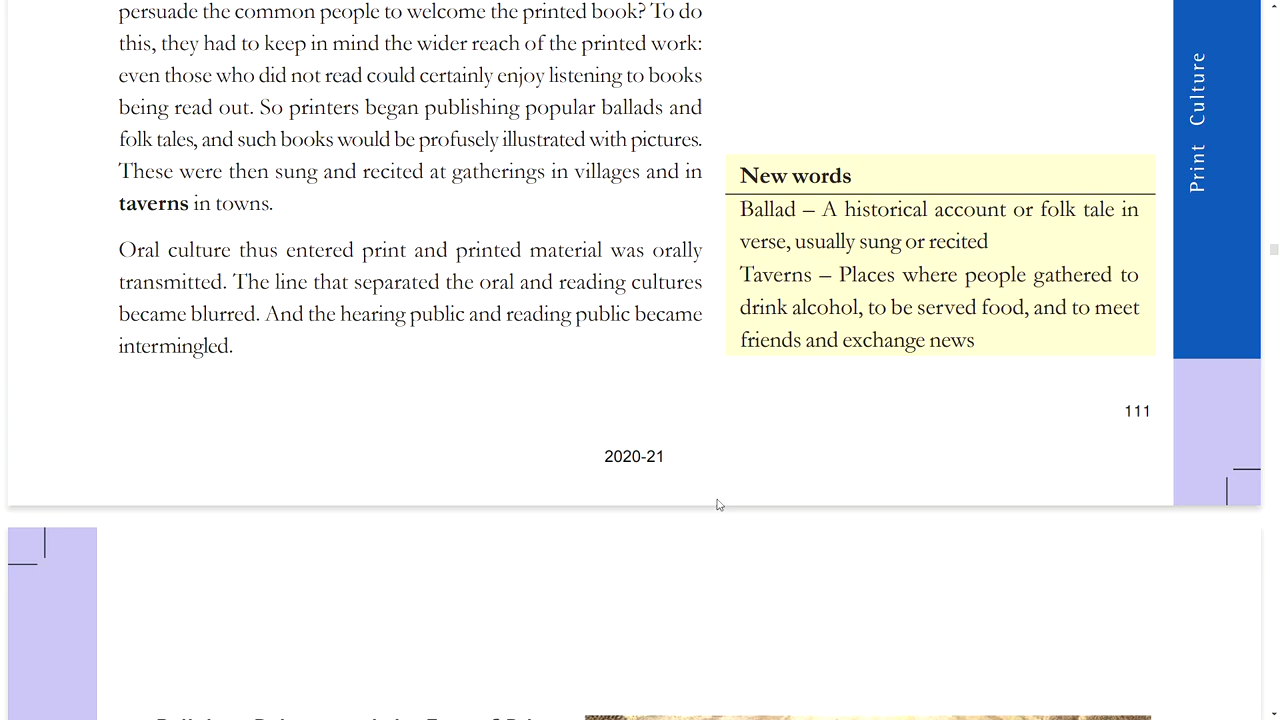 persuade the common people to welcome the printed book? To do
this, they had to keep in mind the wider reach of the printed work:
even those who did not read could certainly enjoy listening to books
being read out. So printers began publishing popular ballads and
folk tales, and such books would be profusely illustrated with pictures.
These were then sung and recited at gatherings in villages and in
taverns in towns.
Oral culture thus entered print and printed material was orally
transmitted. The line that separated the oral and reading cultures
became blurred. And the hearing public and reading public became
intermingled.
New words
Ballad – A historical account or folk tale in
verse, usually sung or recited
Taverns – Places where people gathered to
drink alcohol, to be served food, and to meet
friends and exchange news
Print Culture
111
2020-21